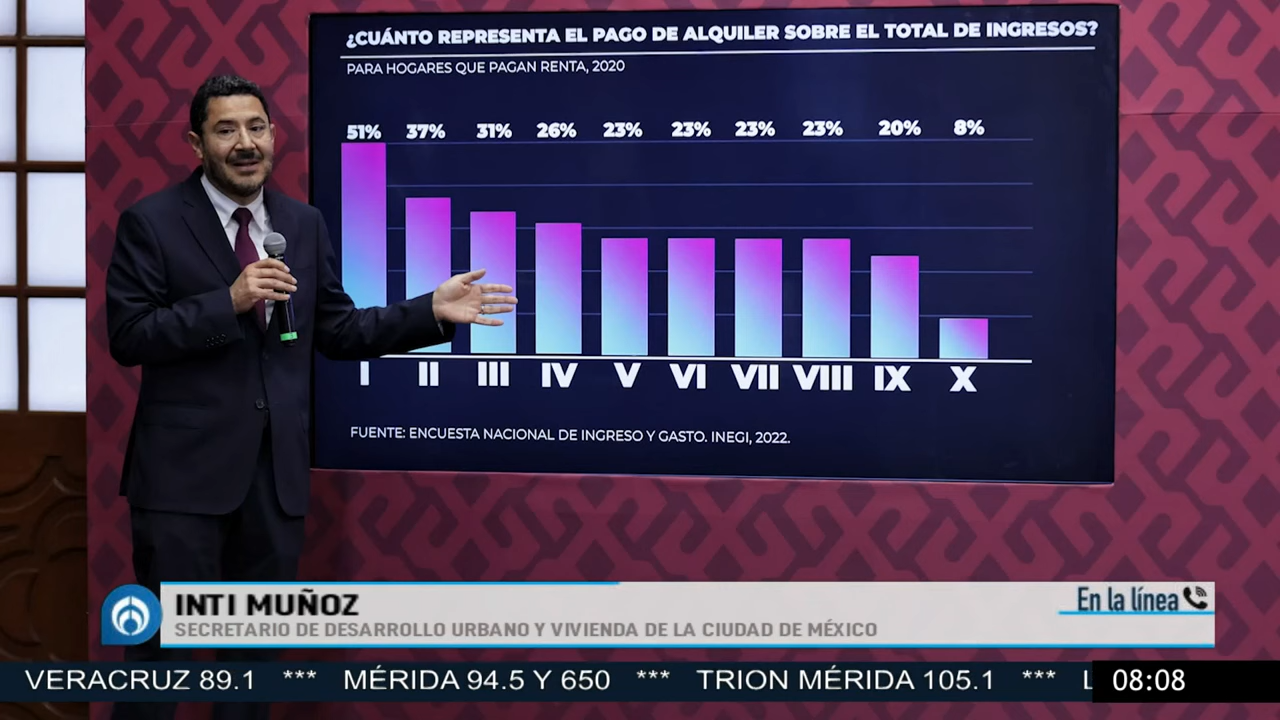 ¿CUÁNTO REPRESENTA EL PAGO DE ALQUILER SOBRE EL TOTAL DE INGRESOS?
PARA HOGARES QUE PAGAN RENTA, 2020
51% 37% 31% 26% 23% 23% 23% 23% 20% 8%
I II III IV V VI VII VIII IX X
FUENTE: ENCUESTA NACIONAL DE INGRESO Y GASTO. INEGI, 2022.
INTI MUÑOZ
SECRETARIO DE DESARROLLO URBANO Y VIVIENDA DE LA CIUDAD DE MÉXICO
En la línea
VERACRUZ 89.1 *** MÉRIDA 94.5 Y 650 *** TRION MÉRIDA 105.1 *** L
08:08